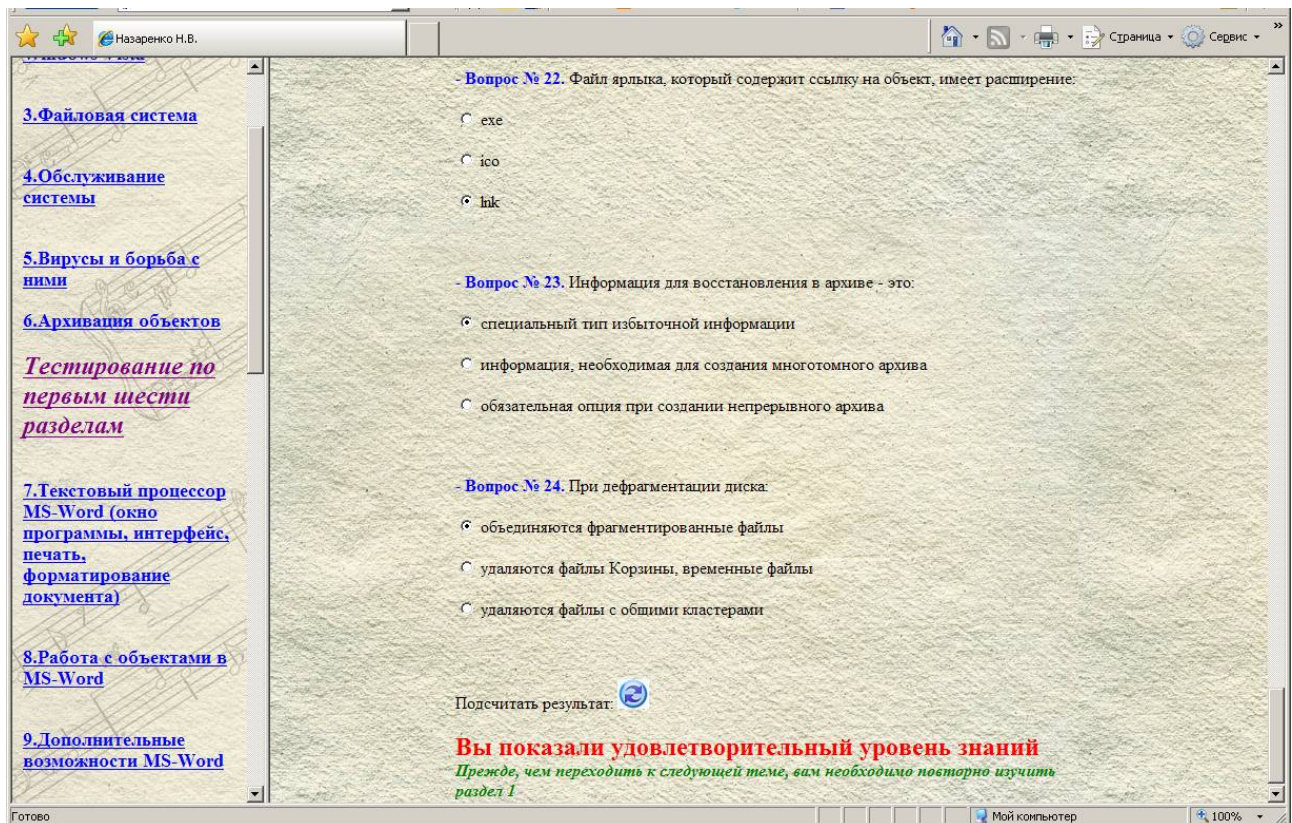 Назаренко Н.В.
Страница
Сервис
»
3.Файловая система
4.Обслуживание
системы
5.Вирусы и борьба с
ними
6.Архивация объектов
Тестирование по
первым шести
разделам
7.Текстовый процессор
MS-Word (окно
программы, интерфейс,
печать,
форматирование
документа)
8.Работа с объектами в
MS-Word
9.Дополнительные
возможности MS-Word
- Вопрос № 22. Файл ярлыка, который содержит ссылку на объект, имеет расширение:
exe
ico
lnk
- Вопрос № 23. Информация для восстановления в архиве - это:
специальный тип избыточной информации
информация, необходимая для создания многотомного архива
обязательная опция при создании непрерывного архива
- Вопрос № 24. При дефрагментации диска:
объединяются фрагментированные файлы
удаляются файлы Корзины, временные файлы
удаляются файлы с общими кластерами
Подсчитать результат:
Вы показали удовлетворительный уровень знаний
Прежде, чем переходить к следующей теме, вам необходимо повторно изучить
раздел 1
Готово
Мой компьютер
100%